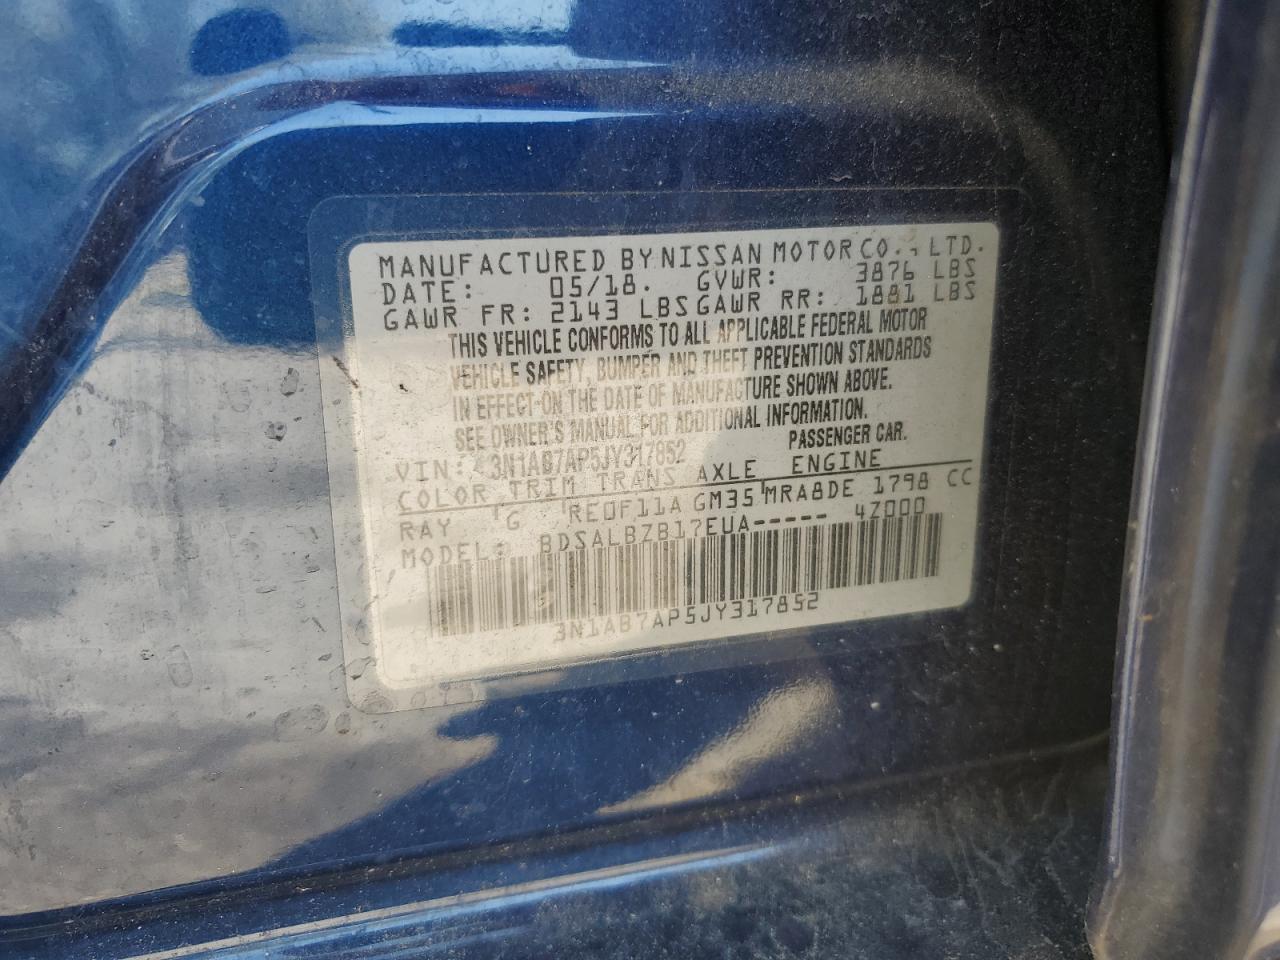 MANUFACTURED BY NISSAN MOTOR CO., LTD.
DATE: 05/18. GVWR: 3876 LBS
GAWR FR: 2143 LBS GAWR RR: 1881 LBS
THIS VEHICLE CONFORMS TO ALL APPLICABLE FEDERAL MOTOR
VEHICLE SAFETY, BUMPER AND THEFT PREVENTION STANDARDS
IN EFFECT ON THE DATE OF MANUFACTURE SHOWN ABOVE.
SEE OWNER'S MANUAL FOR ADDITIONAL INFORMATION.
VIN: 3N1AB7AP5JY317852 PASSENGER CAR.
COLOR TRIM TRANS AXLE ENGINE
RAY G RE0F11A GM35 MRA8DE 1798 CC
MODEL: BDSALBZB17EUA----- 4Z000
3N1AB7AP5JY317852